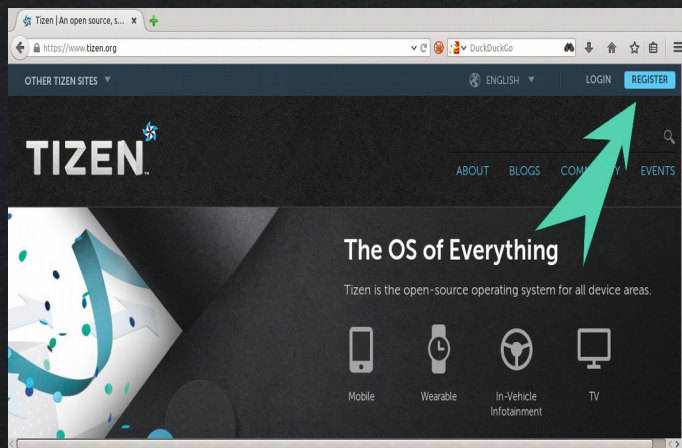 Tizen | An open source, s...
https://www.tizen.org
DuckDuckGo
OTHER TIZEN SITES
ENGLISH
LOGIN
REGISTER
TIZEN™
ABOUT
BLOGS
EVENTS
The OS of Everything
Tizen is the open-source operating system for all device areas.
Mobile
Wearable
In-Vehicle
Infotainment
TV